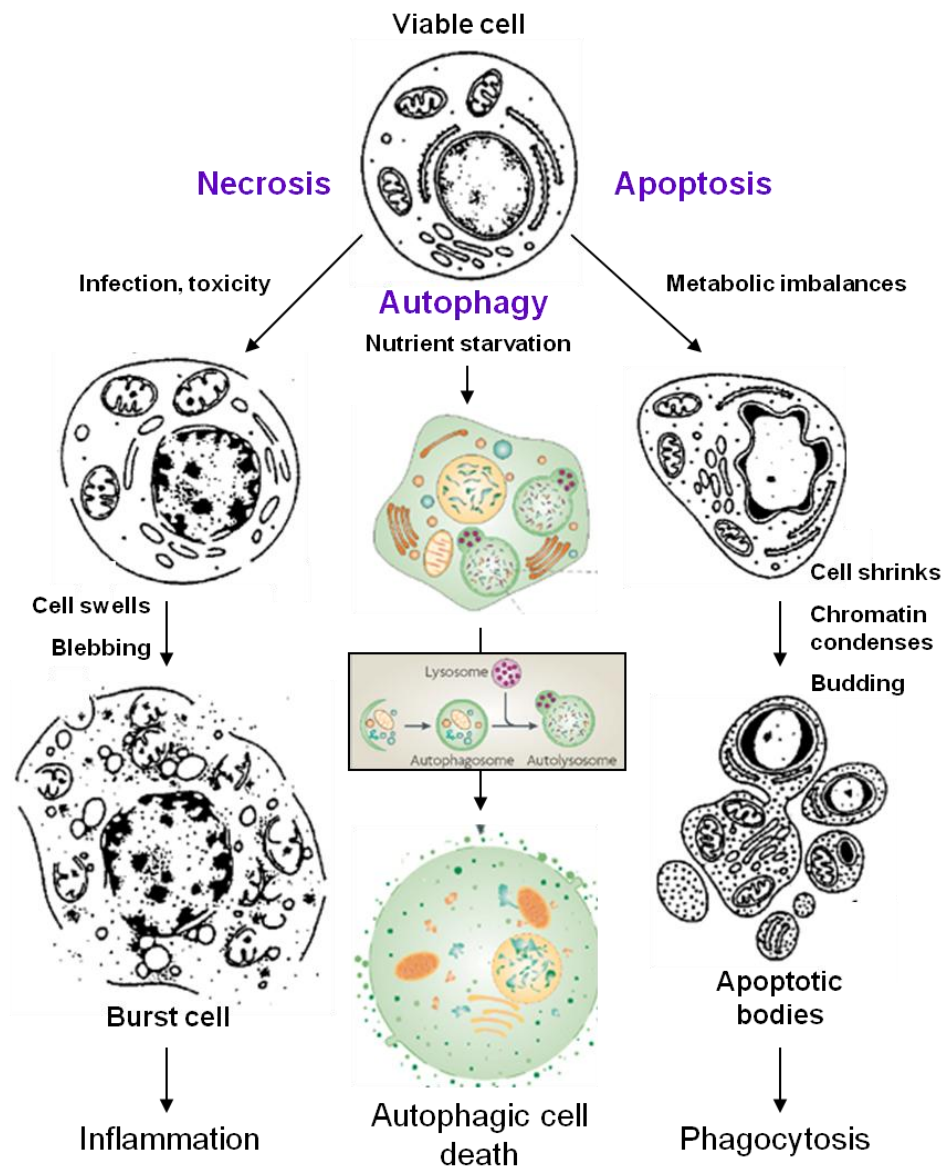 Viable cell
Necrosis
Apoptosis
Infection, toxicity
Metabolic imbalances
Autophagy
Nutrient starvation
Cell swells
Blebbing
Cell shrinks
Chromatin
condenses
Budding
Lysosome
Autophagosome
Autolysosome
Burst cell
Apoptotic
bodies
Inflammation
Autophagic cell
death
Phagocytosis